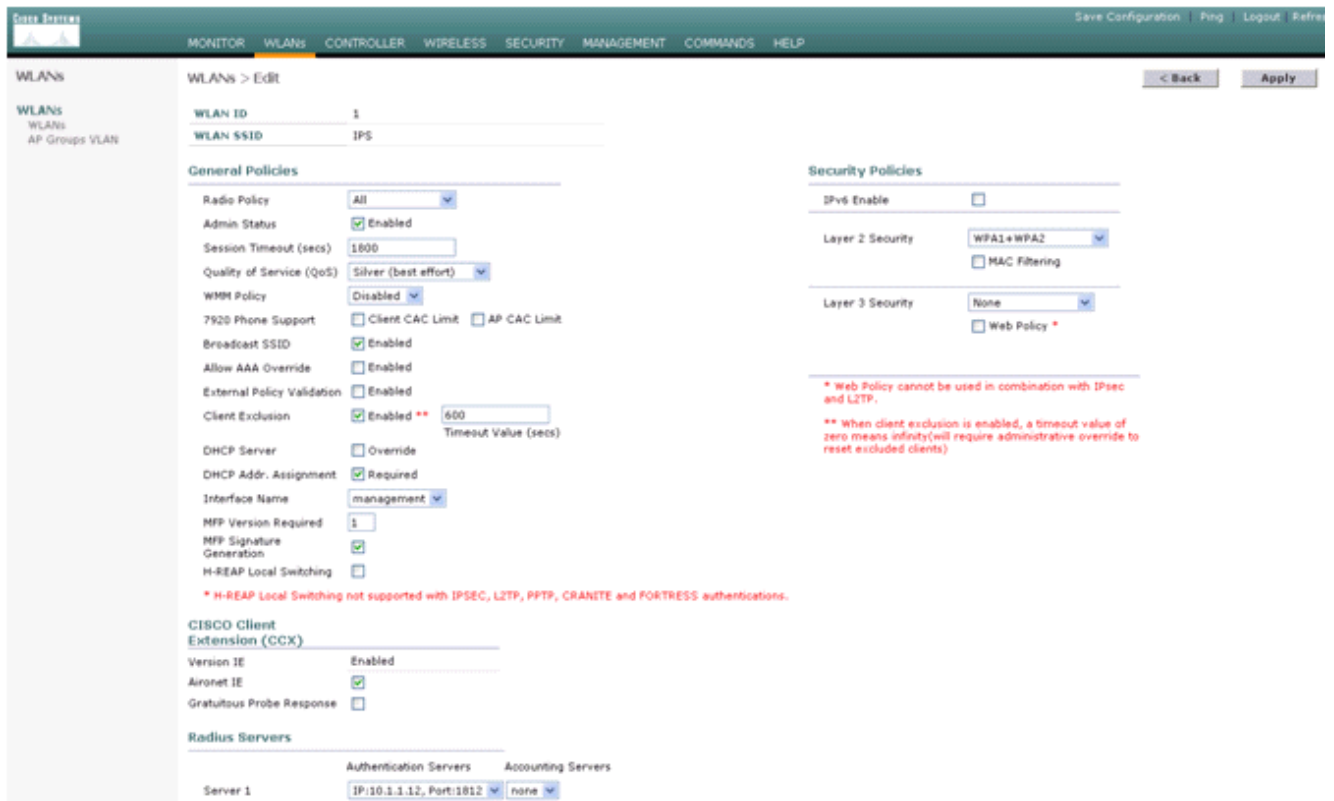 Cisco Systems
Save Configuration | Ping | Logout | Refres
MONITOR WLANs CONTROLLER WIRELESS SECURITY MANAGEMENT COMMANDS HELP
WLANs
WLANs
WLANs
AP Groups VLAN
WLANs > Edit
< Back
Apply
WLAN ID 1
WLAN SSID IPS
General Policies
Radio Policy All
Admin Status Enabled
Session Timeout (secs) 1800
Quality of Service (QoS) Silver (best effort)
WMM Policy Disabled
7920 Phone Support Client CAC Limit AP CAC Limit
Broadcast SSID Enabled
Allow AAA Override Enabled
External Policy Validation Enabled
Client Exclusion Enabled ** 600
Timeout Value (secs)
DHCP Server Override
DHCP Addr. Assignment Required
Interface Name management
MFP Version Required 1
MFP Signature
Generation
H-REAP Local Switching
* H-REAP Local Switching not supported with IPSEC, L2TP, PPTP, CRANITE and FORTRESS authentications.
Security Policies
IPv6 Enable
Layer 2 Security WPA1+WPA2
MAC Filtering
Layer 3 Security None
Web Policy *
* Web Policy cannot be used in combination with IPsec
and L2TP.
** When client exclusion is enabled, a timeout value of
zero means infinity(will require administrative override to
reset excluded clients)
CISCO Client
Extension (CCX)
Version IE Enabled
Aironet IE
Gratuitous Probe Response
Radius Servers
Authentication Servers Accounting Servers
Server 1 IP:10.1.1.12, Port:1812 none